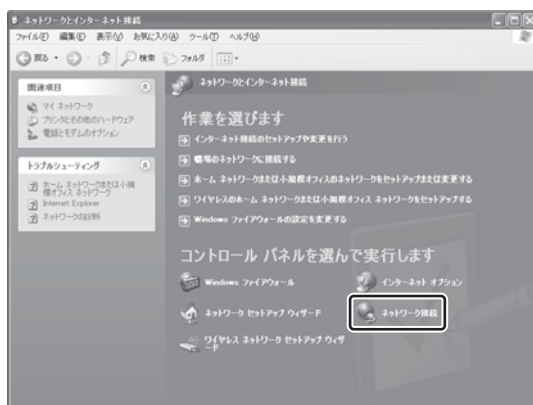 ネットワークとインターネット接続
ファイル(F) 編集(E) 表示(V) お気に入り(A) ツール(T) ヘルプ(H)
戻る 検索 フォルダ
関連項目
マイ ネットワーク
プリンタとその他のハードウェア
電話とモデムのオプション
トラブルシューティング
ホーム ネットワークまたは小規
模オフィス ネットワーク
Internet Explorer
ネットワークの診断
ネットワークとインターネット接続
作業を選びます
インターネット接続のセットアップや変更を行う
職場のネットワークに接続する
ホーム ネットワークまたは小規模オフィスのネットワークをセットアップまたは変更する
ワイヤレスのホーム ネットワークまたは小規模オフィス ネットワークをセットアップする
Windows ファイアウォールの設定を変更する
コントロール パネルを選んで実行します
Windows ファイアウォール
インターネット オプション
ネットワーク セットアップ ウィザード
ネットワーク接続
ワイヤレス ネットワーク セットアップ ウィザ
ード